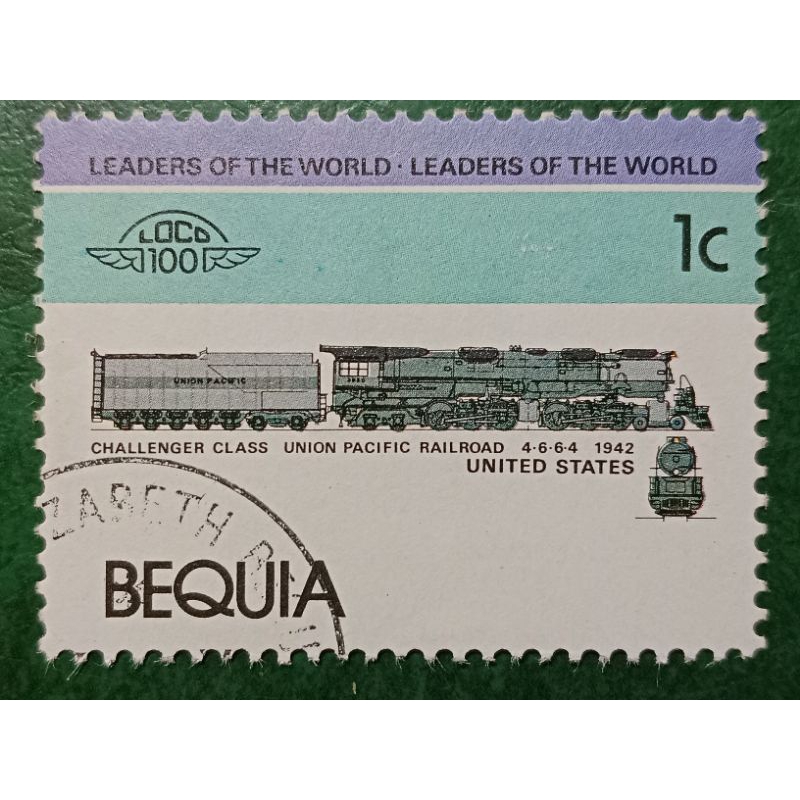 LEADERS OF THE WORLD · LEADERS OF THE WORLD
LOCO
100
1c
UNION PACIFIC
CHALLENGER CLASS UNION PACIFIC RAILROAD 4·6·6·4 1942
UNITED STATES
ZABETH
BEQUIA